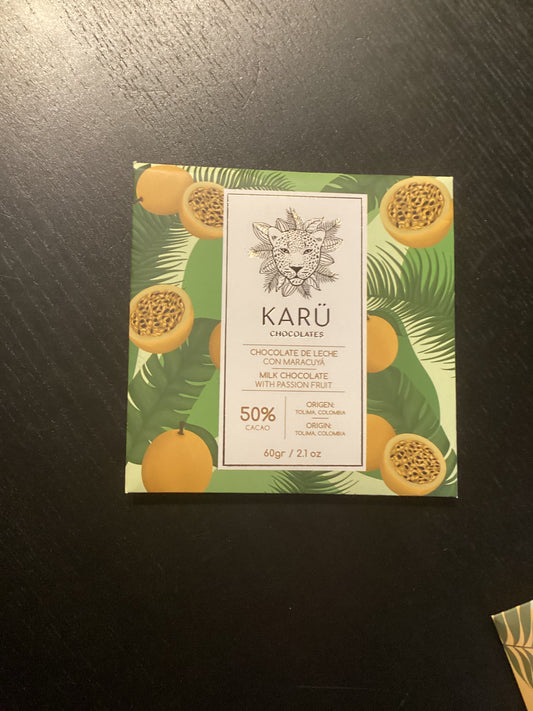 KARÜ
CHOCOLATES
CHOCOLATE DE LECHE
CON MARACUYÁ
MILK CHOCOLATE
WITH PASSION FRUIT
50%
CACAO
ORIGEN:
TOLIMA, COLOMBIA
ORIGIN:
TOLIMA, COLOMBIA
60gr / 2.1 oz